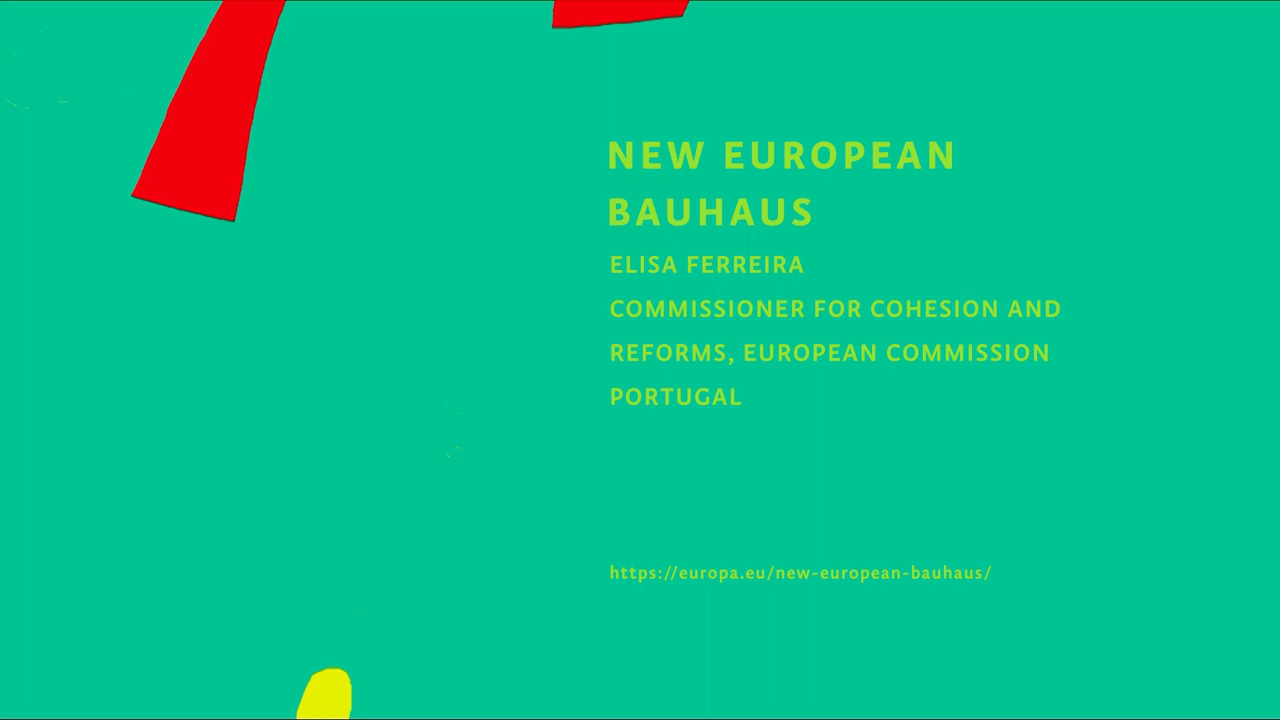 NEW EUROPEAN
BAUHAUS
ELISA FERREIRA
COMMISSIONER FOR COHESION AND
REFORMS, EUROPEAN COMMISSION
PORTUGAL
https://europa.eu/new-european-bauhaus/